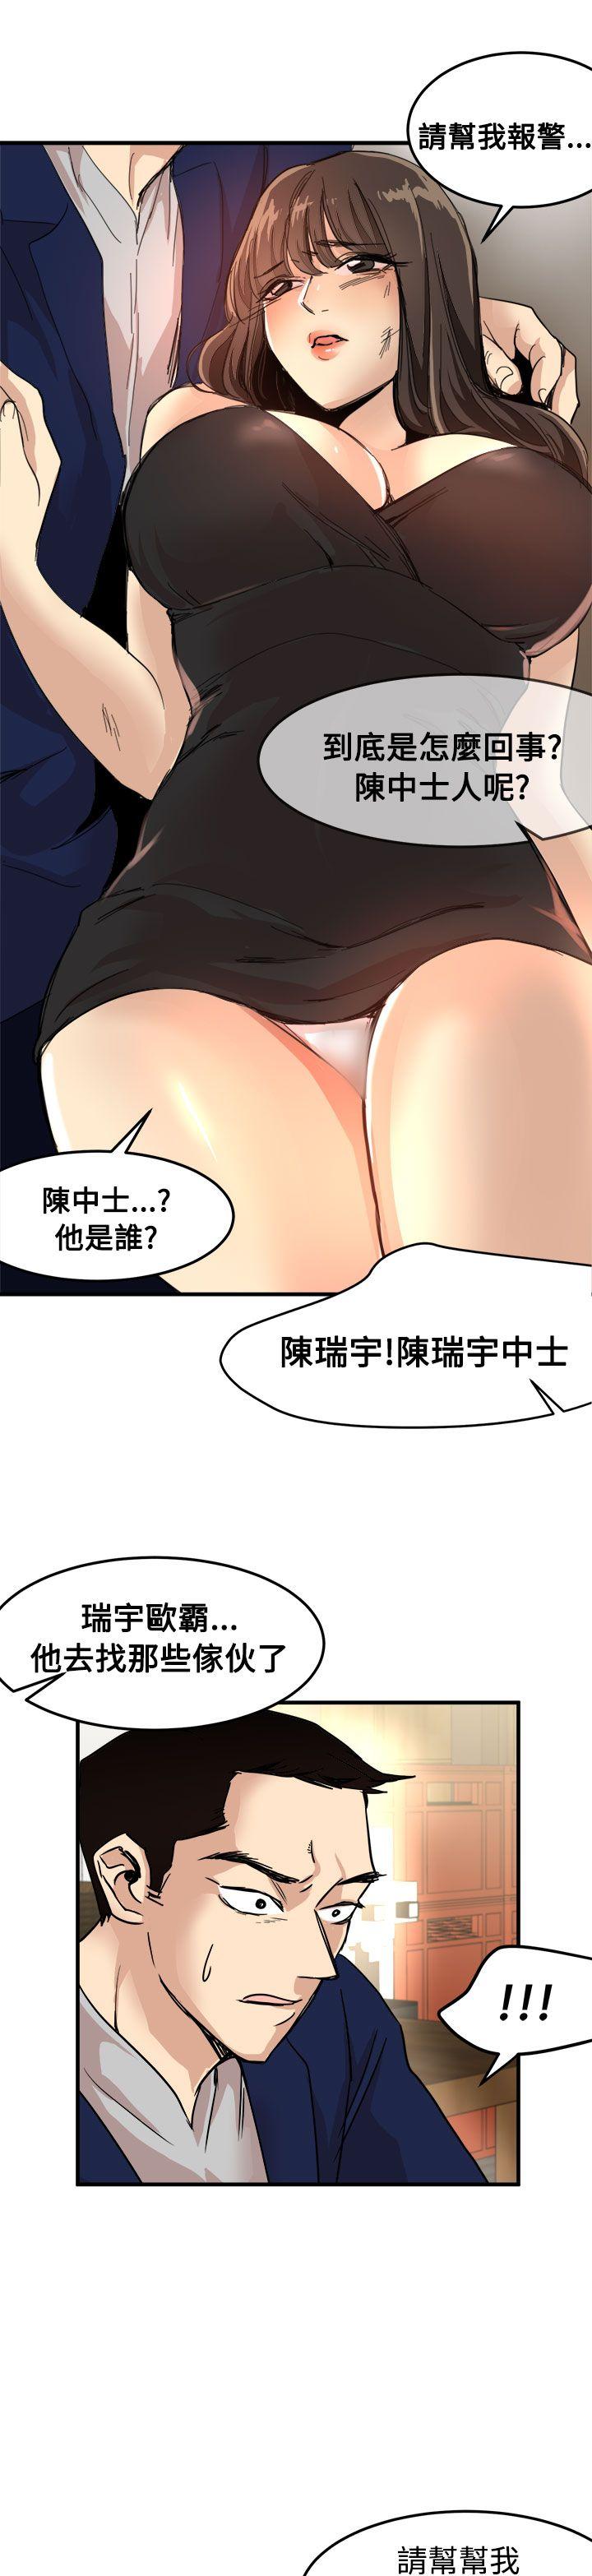 請幫我報警...
到底是怎麼回事?
陳中士人呢?
陳中士...?
他是誰?
陳瑞宇!陳瑞宇中士
瑞宇歐霸...
他去找那些傢伙了
!!!
請幫幫我